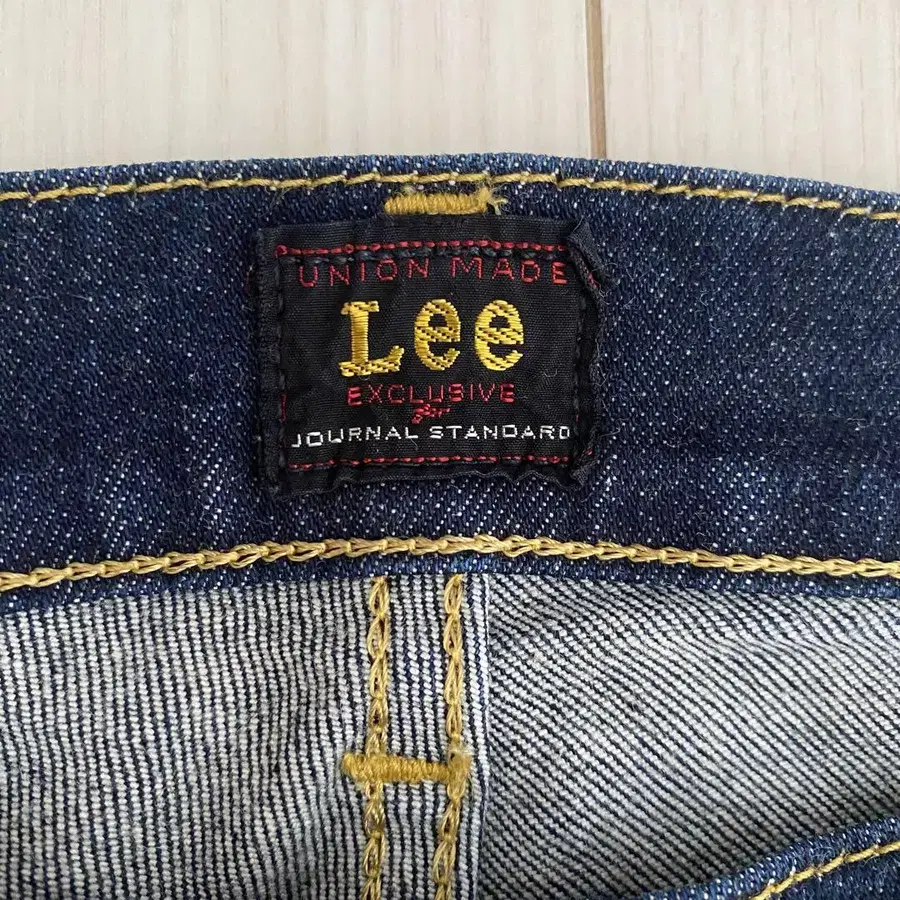 UNION MADE
Lee
EXCLUSIVE
for
JOURNAL STANDARD